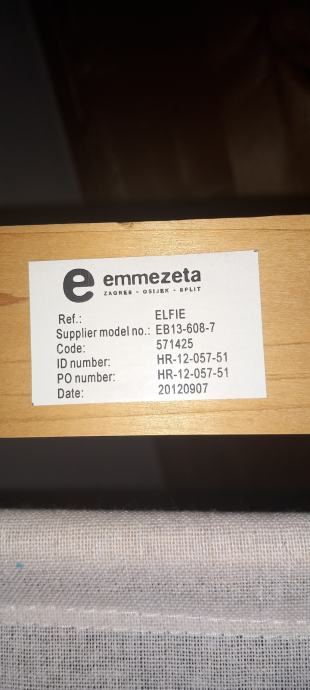 e emmezeta
ZAGREB - OSIJEK - SPLIT
Ref.: ELFIE
Supplier model no.: EB13-608-7
Code: 571425
ID number: HR-12-057-51
PO number: HR-12-057-51
Date: 20120907